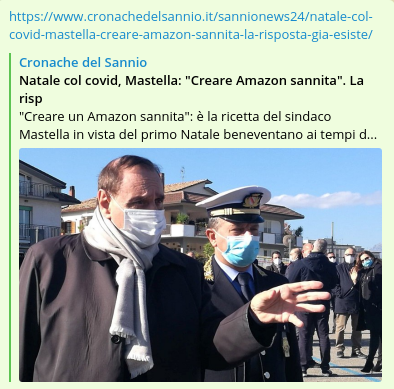 https://www.cronachedelsannio.it/sannionews24/natale-col-
covid-mastella-creare-amazon-sannita-la-risposta-gia-esiste/
Cronache del Sannio
Natale col covid, Mastella: "Creare Amazon sannita". La
risp
"Creare un Amazon sannita": è la ricetta del sindaco
Mastella in vista del primo Natale beneventano ai tempi d...